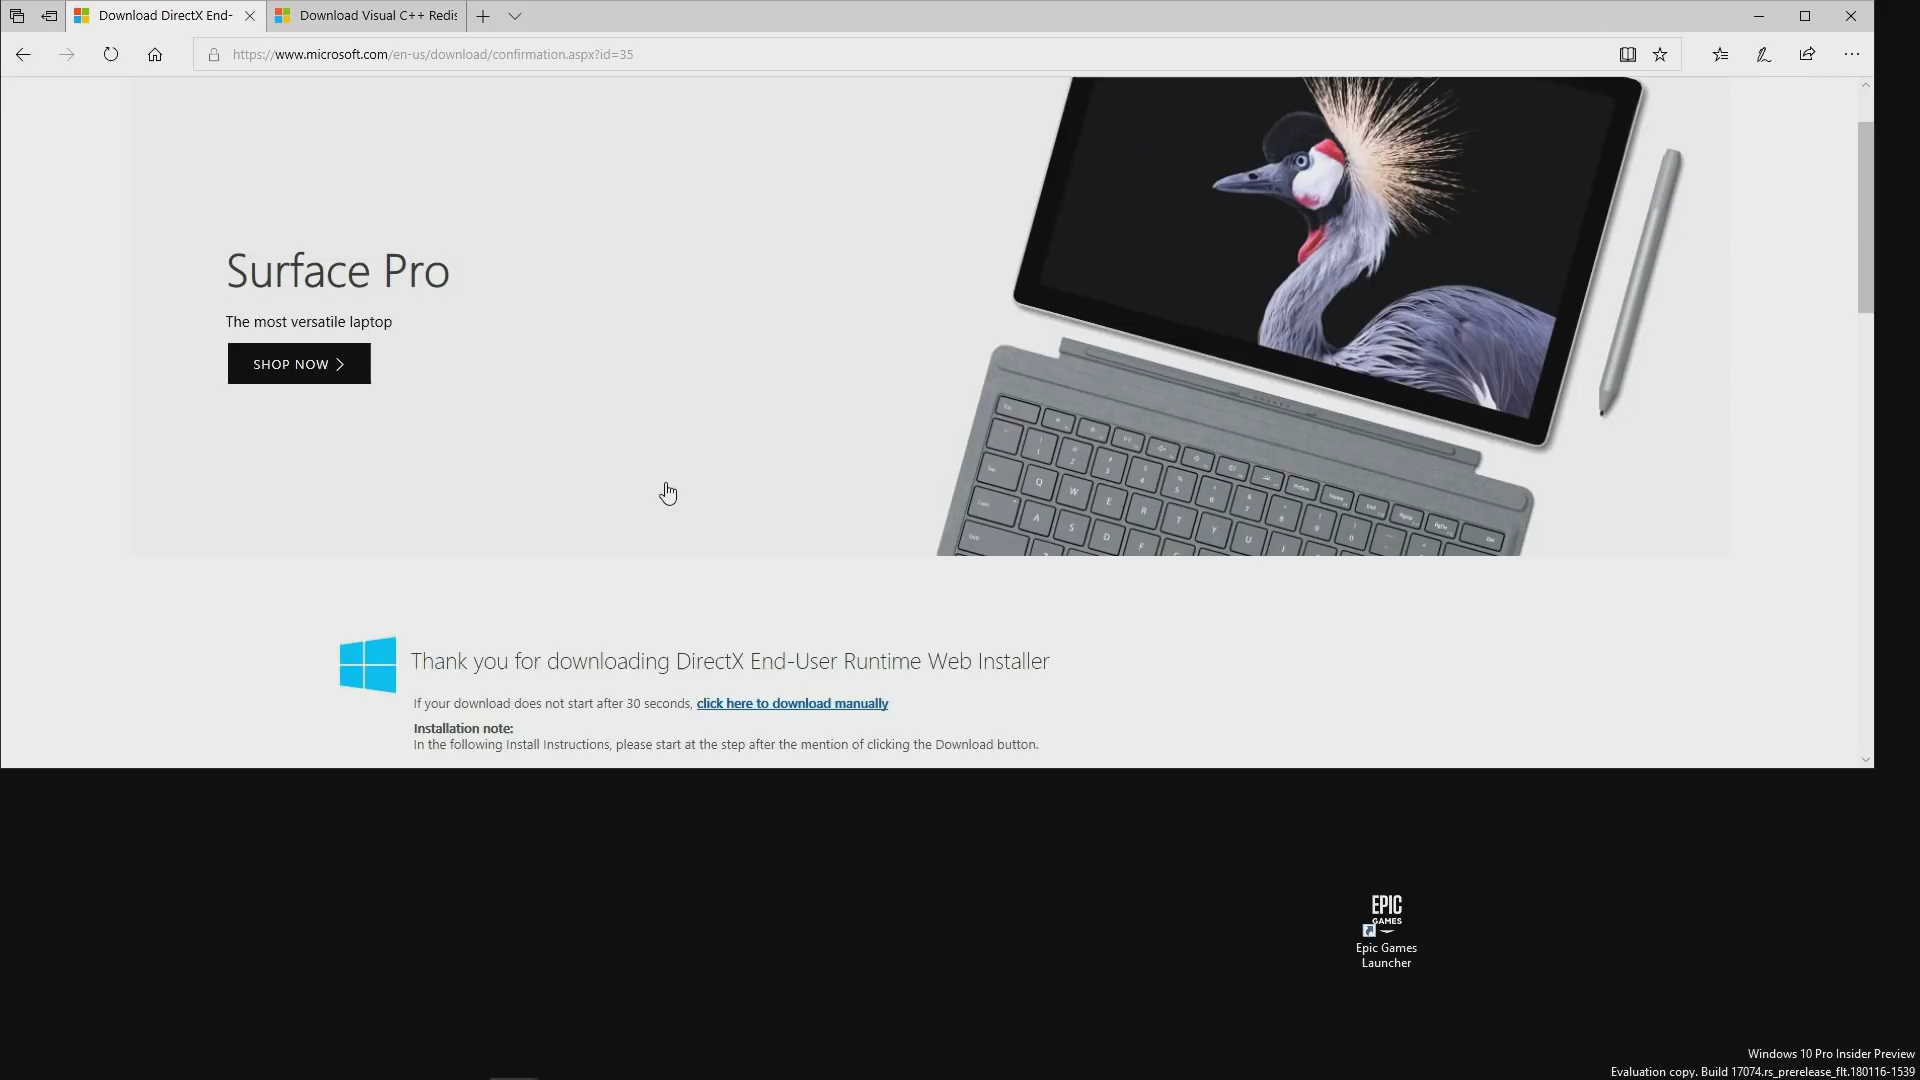 Download DirectX End-
Download Visual C++ Redis
https://www.microsoft.com/en-us/download/confirmation.aspx?id=35
Surface Pro
The most versatile laptop
SHOP NOW
Thank you for downloading DirectX End-User Runtime Web Installer
If your download does not start after 30 seconds, click here to download manually
Installation note:
In the following Install Instructions, please start at the step after the mention of clicking the Download button.
EPIC
GAMES
Epic Games
Launcher
Windows 10 Pro Insider Preview
Evaluation copy. Build 17074.rs_prerelease_flt.180116-1539